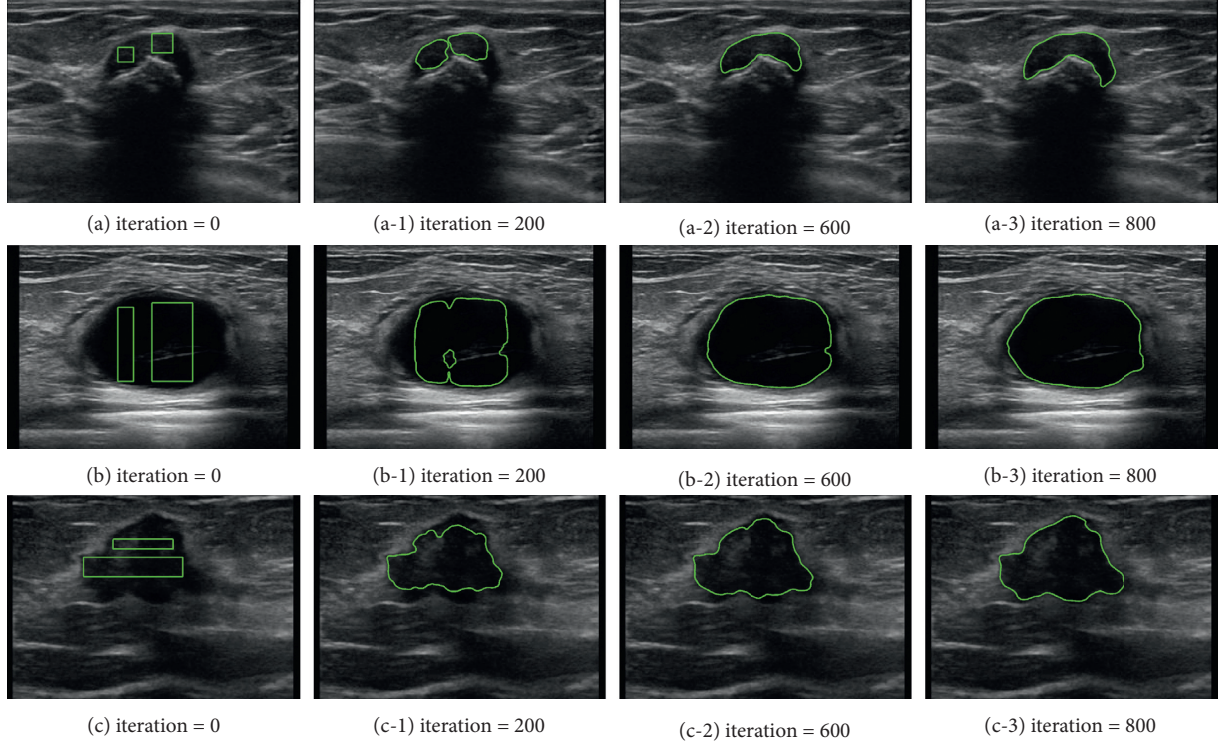 (a) iteration = 0
(a-1) iteration = 200
(a-2) iteration = 600
(a-3) iteration = 800
(b) iteration = 0
(b-1) iteration = 200
(b-2) iteration = 600
(b-3) iteration = 800
(c) iteration = 0
(c-1) iteration = 200
(c-2) iteration = 600
(c-3) iteration = 800